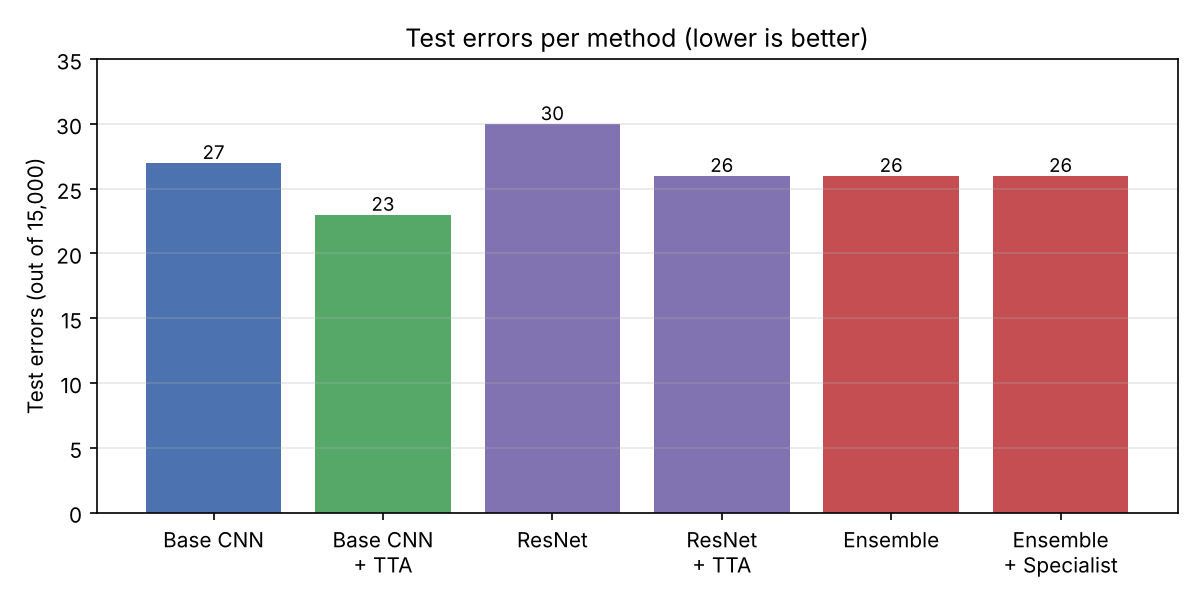 Test errors per method (lower is better)
Test errors (out of 15,000)
35
30
25
20
15
10
5
0
27
23
30
26
26
26
Base CNN
Base CNN
+ TTA
ResNet
ResNet
+ TTA
Ensemble
Ensemble
+ Specialist